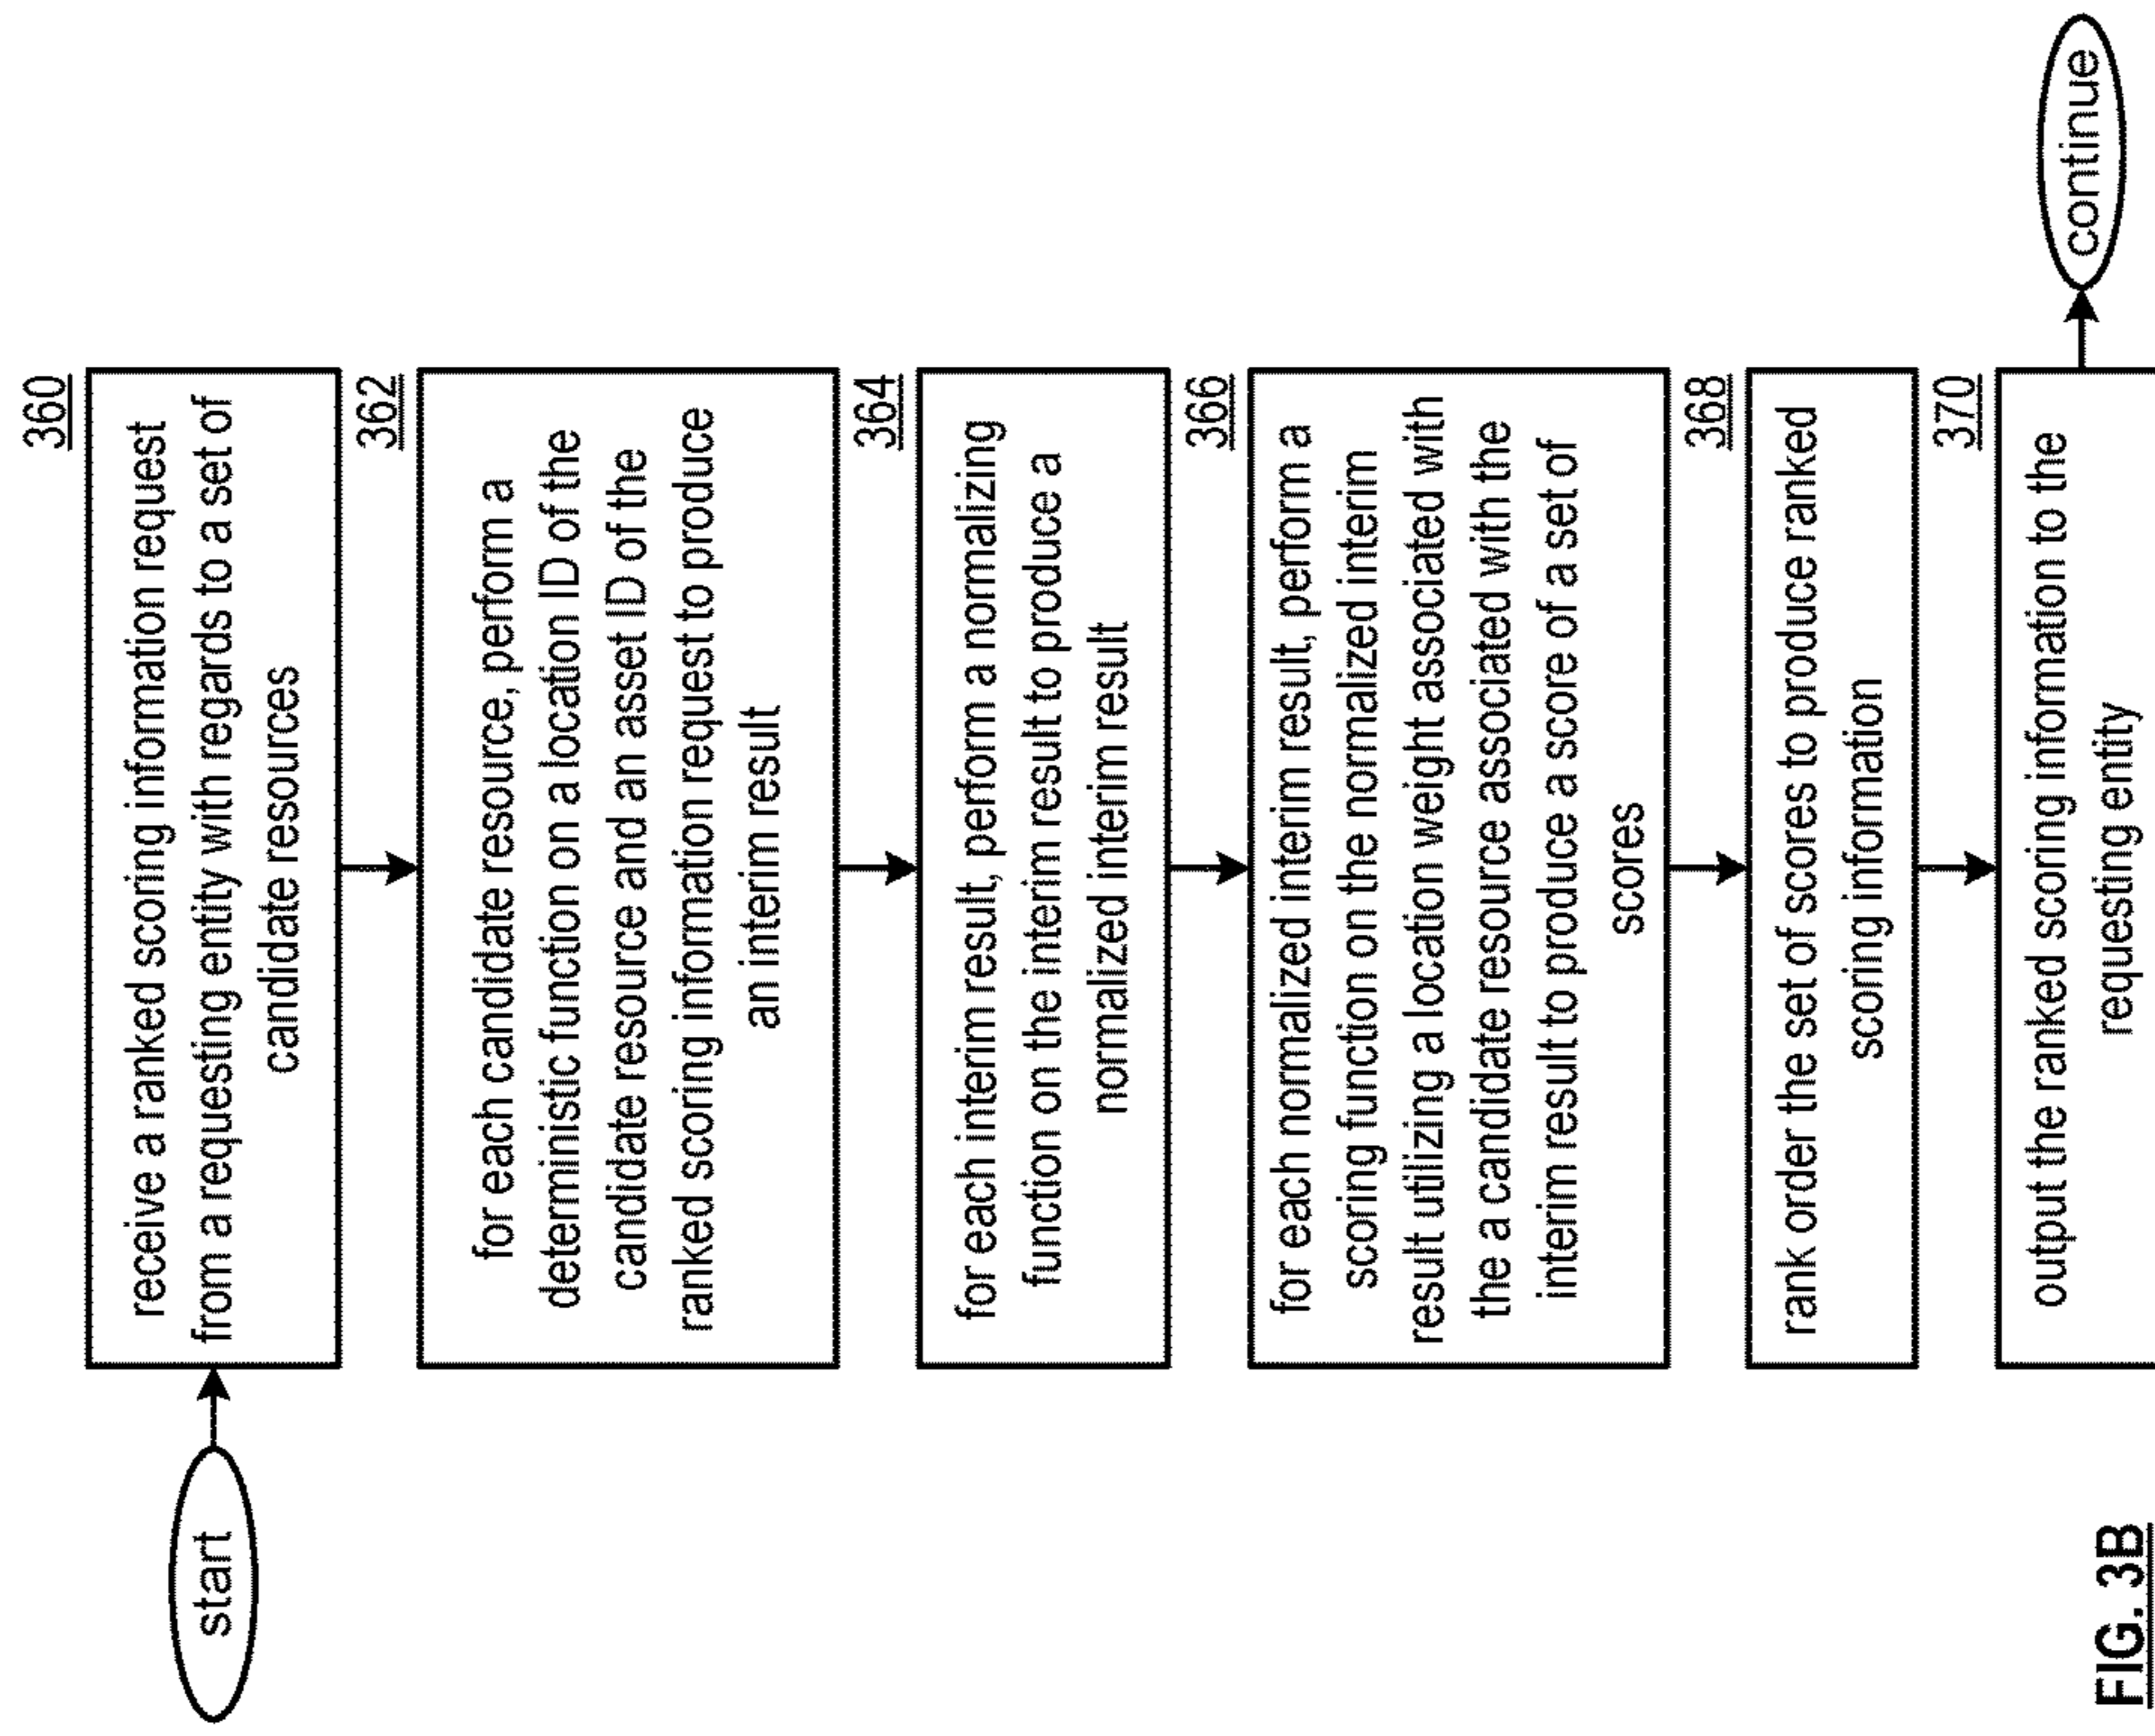 start
360
receive a ranked scoring information request
from a requesting entity with regards to a set of
candidate resources
362
for each candidate resource, perform a
deterministic function on a location ID of the
candidate resource and an asset ID of the
ranked scoring information request to produce
an interim result
364
for each interim result, perform a normalizing
function on the interim result to produce a
normalized interim result
366
for each normalized interim result, perform a
scoring function on the normalized interim
result utilizing a location weight associated with
the a candidate resource associated with the
interim result to produce a score of a set of
scores
368
rank order the set of scores to produce ranked
scoring information
370
output the ranked scoring information to the
requesting entity
continue
FIG. 3B